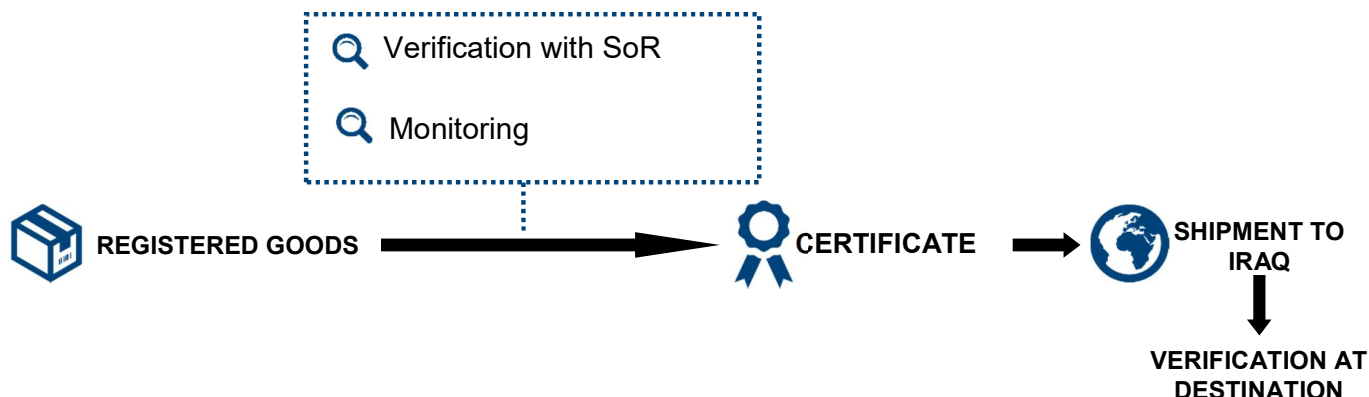 Verification with SoR
Monitoring
REGISTERED GOODS
CERTIFICATE
SHIPMENT TO
IRAQ
VERIFICATION AT
DESTINATION